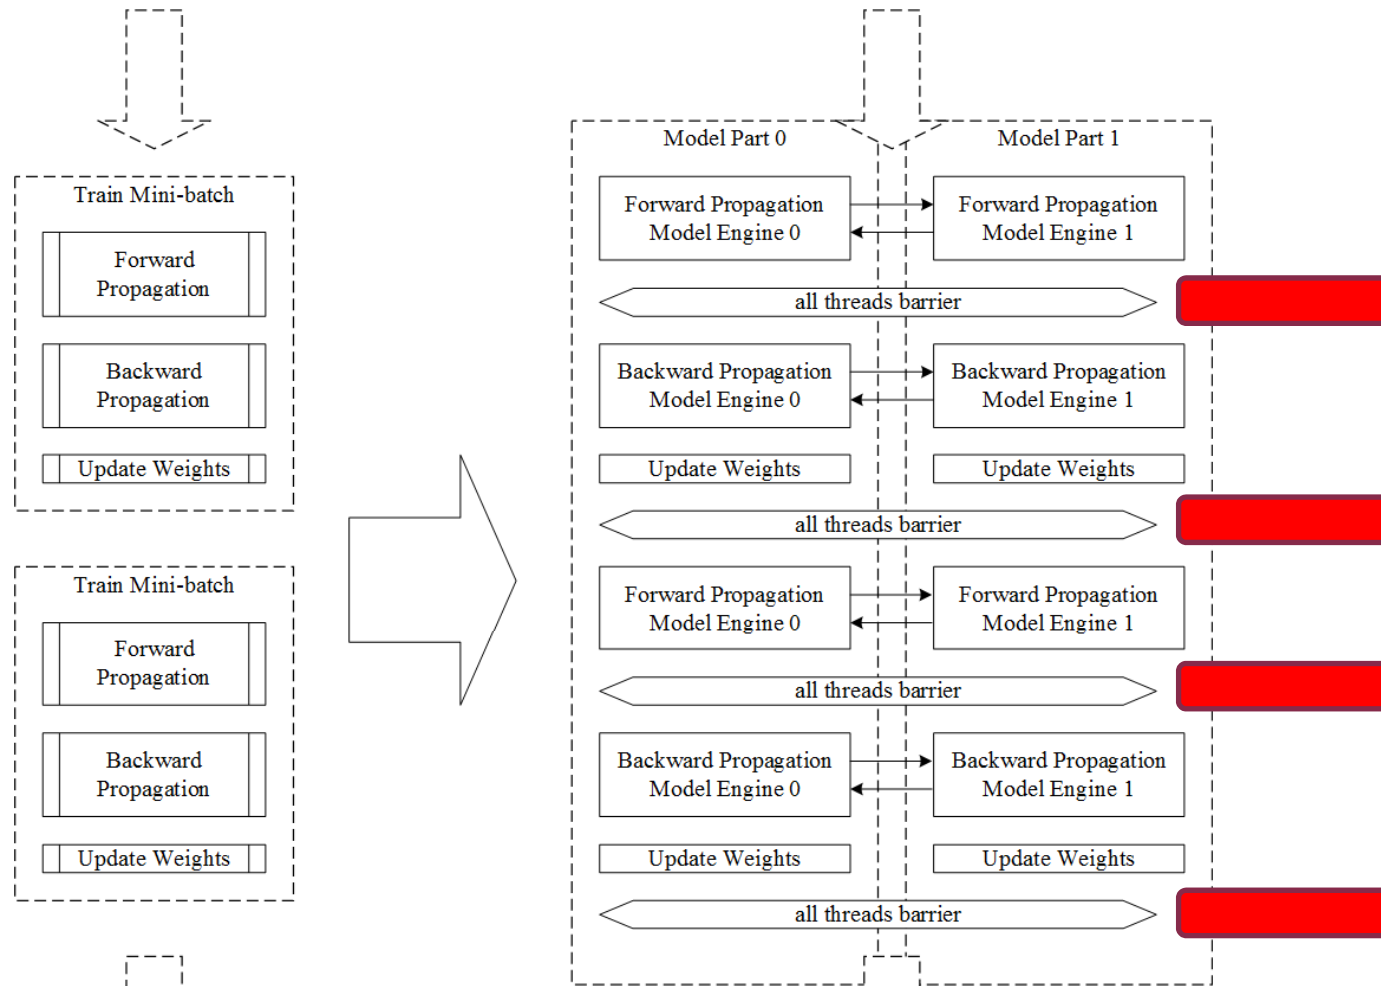 Train Mini-batch
Forward
Propagation
Backward
Propagation
Update Weights
Train Mini-batch
Forward
Propagation
Backward
Propagation
Update Weights
Model Part 0
Model Part 1
Forward Propagation
Model Engine 0
Forward Propagation
Model Engine 1
all threads barrier
Backward Propagation
Model Engine 0
Backward Propagation
Model Engine 1
Update Weights
Update Weights
all threads barrier
Forward Propagation
Model Engine 0
Forward Propagation
Model Engine 1
all threads barrier
Backward Propagation
Model Engine 0
Backward Propagation
Model Engine 1
Update Weights
Update Weights
all threads barrier